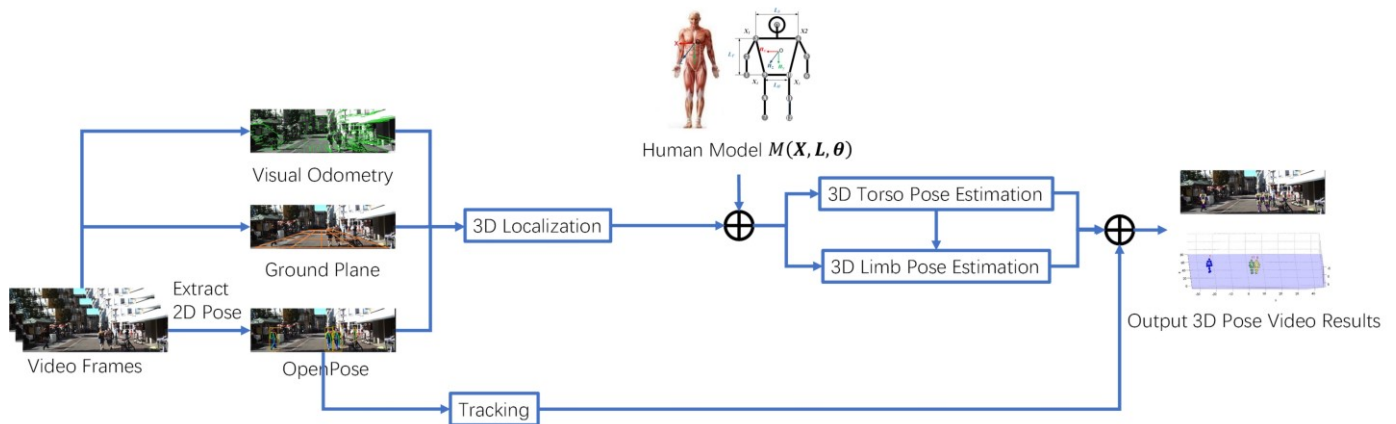 Human Model M(X, L, θ)
Visual Odometry
3D Torso Pose Estimation
3D Localization
Ground Plane
3D Limb Pose Estimation
Extract
2D Pose
Video Frames
OpenPose
Output 3D Pose Video Results
Tracking